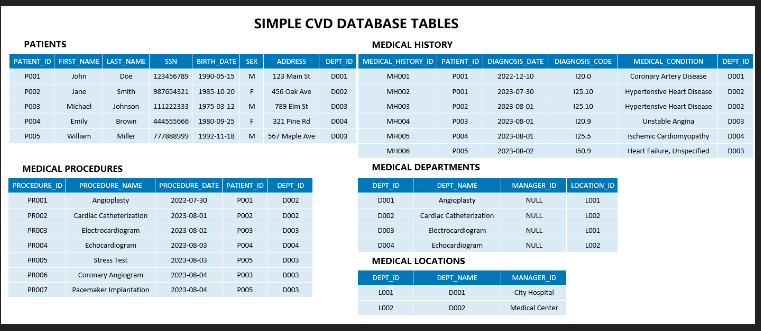 SIMPLE CVD DATABASE TABLES
PATIENTS
PATIENT_ID FIRST_NAME LAST_NAME SSN BIRTH_DATE SEX ADDRESS DEPT_ID
P001 John Doe 123456789 1990-05-15 M 123 Main St D001
P002 Jane Smith 987654321 1985-10-20 F 456 Oak Ave D002
P003 Michael Johnson 111222333 1975-03-12 M 789 Elm St D003
P004 Emily Brown 444555666 1980-09-25 F 321 Pine Rd D004
P005 William Miller 777888999 1992-11-18 M 567 Maple Ave D003
MEDICAL HISTORY
MEDICAL_HISTORY_ID PATIENT_ID DIAGNOSIS_DATE DIAGNOSIS_CODE MEDICAL_CONDITION DEPT_ID
MH001 P001 2022-12-10 I20.0 Coronary Artery Disease D001
MH002 P001 2023-07-30 I25.10 Hypertensive Heart Disease D002
MH003 P002 2023-08-01 I25.10 Hypertensive Heart Disease D003
MH004 P003 2023-08-01 I20.9 Unstable Angina D003
MH005 P004 2023-08-01 I25.5 Ischemic Cardiomyopathy D004
MH006 P005 2023-08-02 I50.9 Heart Failure, Unspecified D003
MEDICAL PROCEDURES
PROCEDURE_ID PROCEDURE_NAME PROCEDURE_DATE PATIENT_ID DEPT_ID
PR001 Angioplasty 2023-07-30 P001 D002
PR002 Cardiac Catheterization 2023-08-01 P002 D002
PR003 Electrocardiogram 2023-08-02 P003 D003
PR004 Echocardiogram 2023-08-03 P004 D004
PR005 Stress Test 2023-08-03 P005 D003
PR006 Coronary Angiogram 2023-08-04 P003 D003
PR007 Pacemaker Implantation 2023-08-04 P005 D003
MEDICAL DEPARTMENTS
DEPT_ID DEPT_NAME MANAGER_ID LOCATION_ID
D001 Angioplasty NULL L001
D002 Cardiac Catheterization NULL L002
D003 Electrocardiogram NULL L001
D004 Echocardiogram NULL L002
MEDICAL LOCATIONS
DEPT_ID DEPT_NAME MANAGER_ID
L001 D001 City Hospital
L002 D002 Medical Center